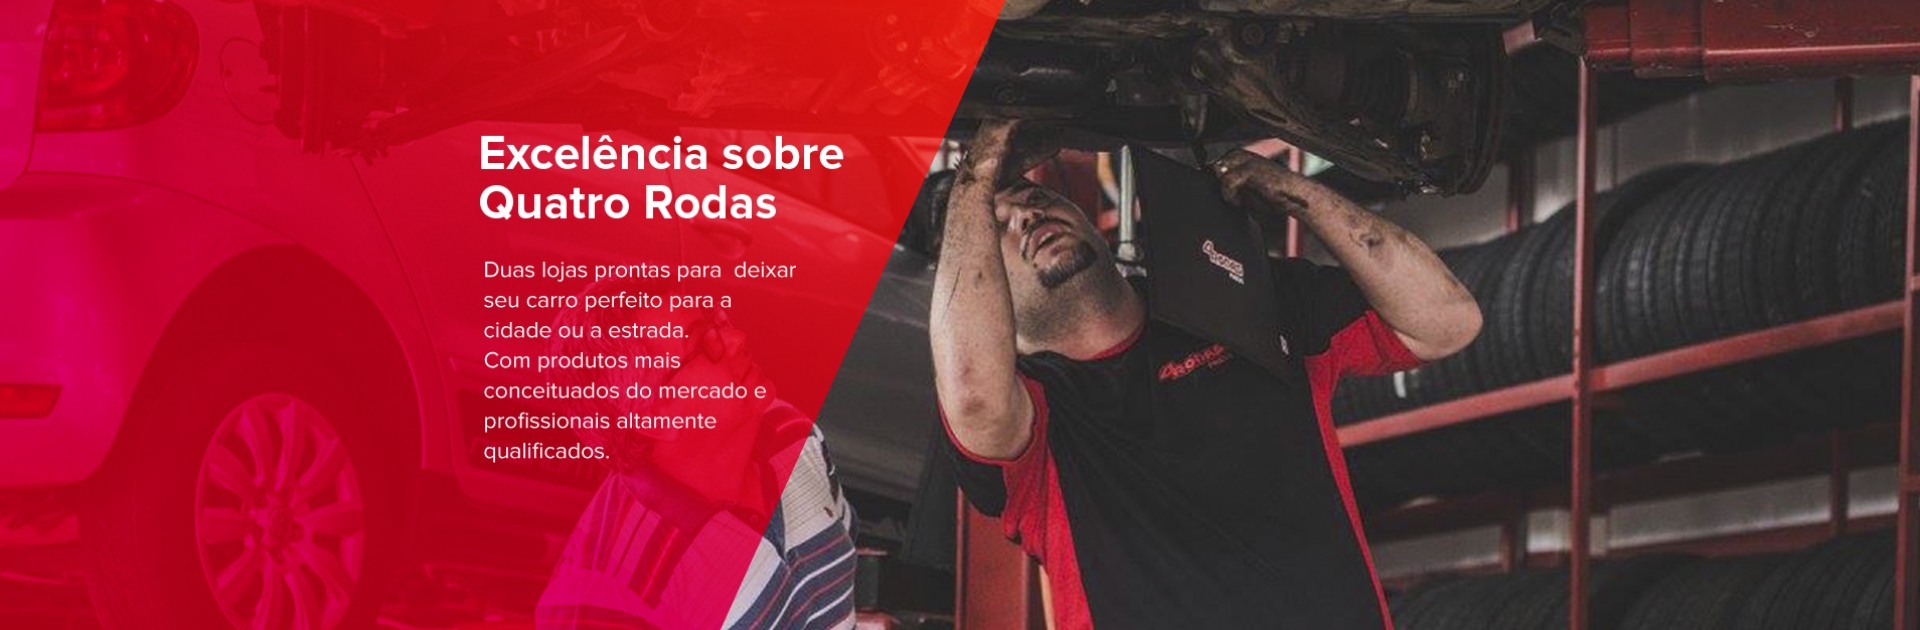 Excelência sobre
Quatro Rodas
Duas lojas prontas para  deixar
seu carro perfeito para a
cidade ou a estrada.
Com produtos mais
conceituados do mercado e
profissionais altamente
qualificados.